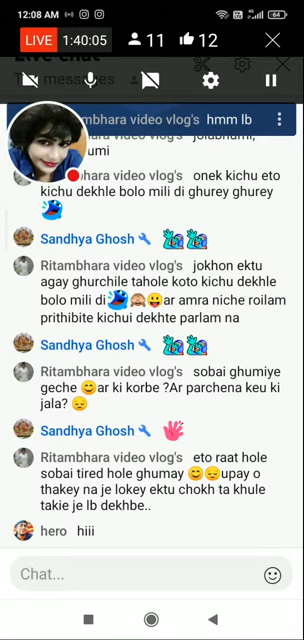 12:08 AM
64
LIVE 1:40:05 11 12
Live chat
messages
Ritambhara video vlog's hmm lb
jolabhumi,
umi
Ritambhara video vlog's onek kichu eto
kichu dekhle bolo mili di ghurey ghurey
Sandhya Ghosh
Ritambhara video vlog's jokhon ektu
agay ghurchile tahole koto kichu dekhle
bolo mili di ar amra niche roilam
prithibite kichui dekhte parlam na
Sandhya Ghosh
Ritambhara video vlog's sobai ghumiye
geche 😊ar ki korbe ?Ar parchena keu ki
jala? 😔
Sandhya Ghosh
Ritambhara video vlog's eto raat hole
sobai tired hole ghumay 😊😔upay o
thakey na je lokey ektu chokh ta khule
takie je lb dekhbe..
hero hiii
Chat...